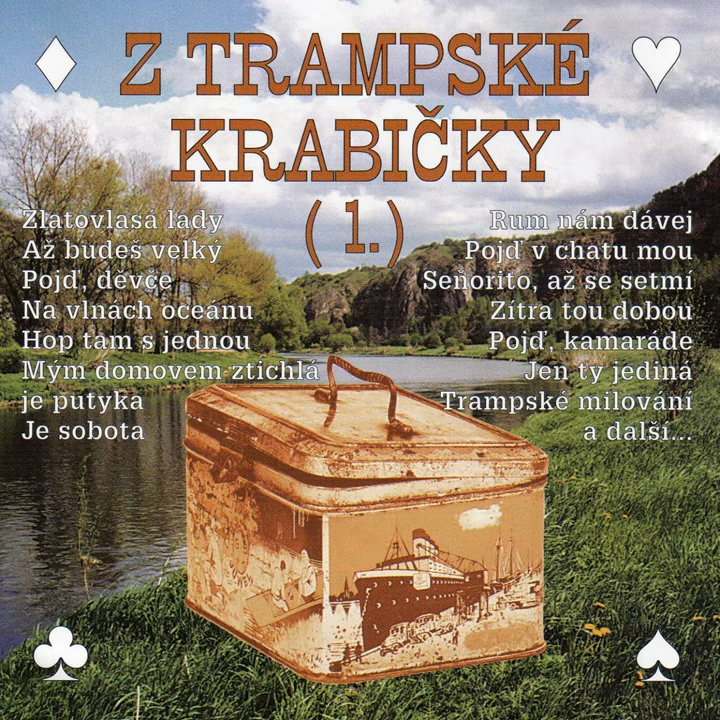 Z TRAMPSKÉ
KRABIČKY
(1.)
Zlatovlasá lady
Až budeš velký
Pojď, děvče
Na vlnách oceánu
Hop tam s jednou
Mým domovem ztichlá
je putyka
Je sobota
Rum nám dávej
Pojď v chatu mou
Seňorito, až se setmí
Zítra tou dobou
Pojď, kamaráde
Jen ty jediná
Trampské milování
a další...